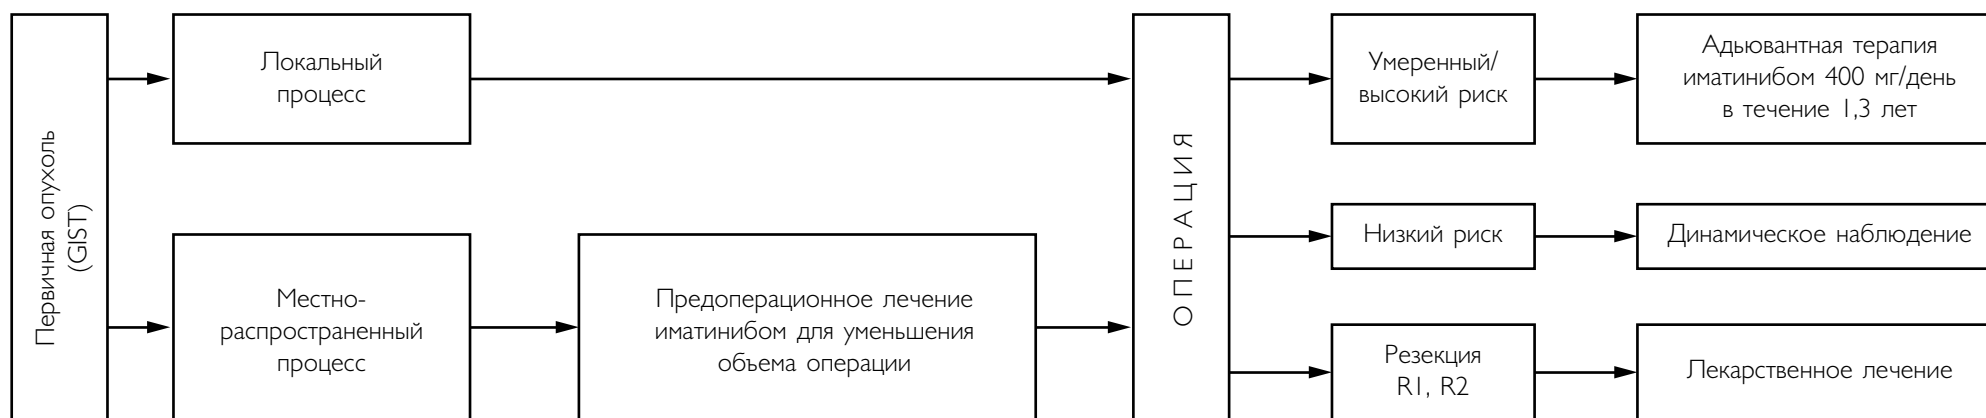 Первичная опухоль
(GIST)
Локальный
процесс
Местно-
распространенный
процесс
Предоперационное лечение
иматинибом для уменьшения
объема операции
ОПЕРАЦИЯ
Умеренный/
высокий риск
Адьювантная терапия
иматинибом 400 мг/день
в течение 1,3 лет
Низкий риск
Динамическое наблюдение
Резекция
R1, R2
Лекарственное лечение